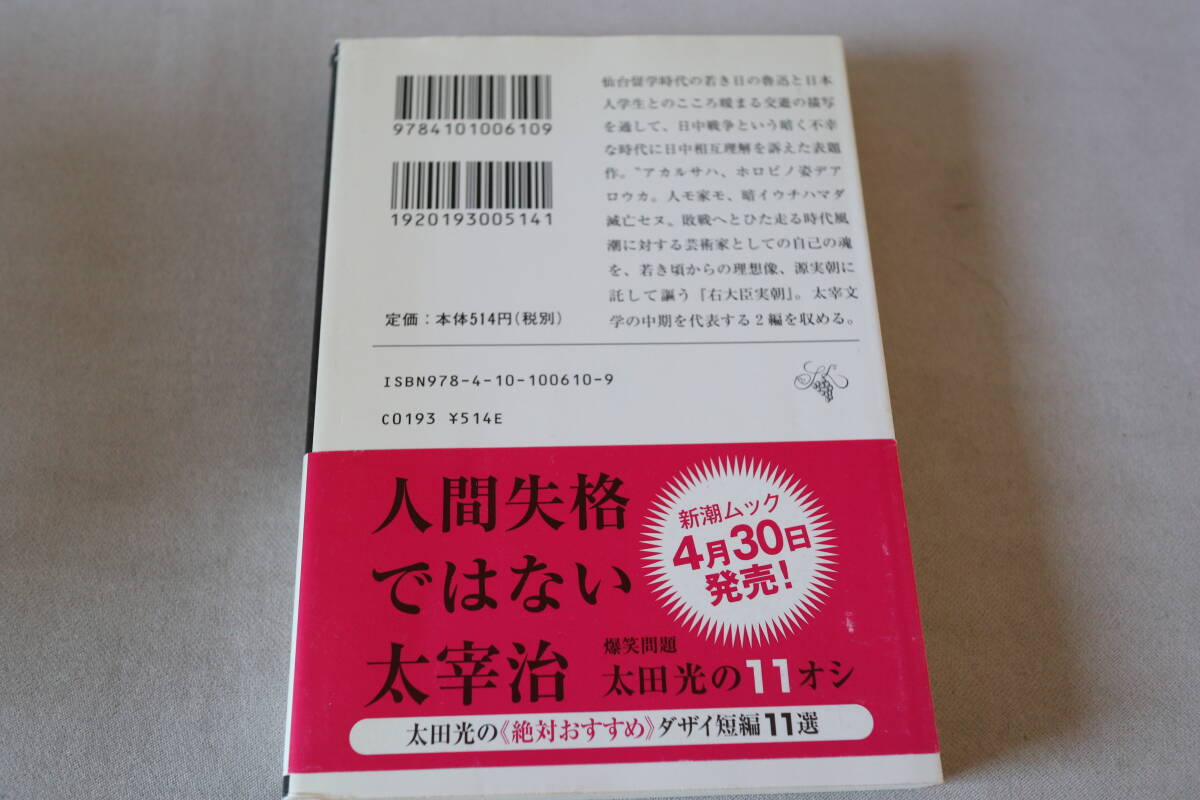 9784101006109
1920193005141
定価：本体514円（税別）
仙台留学時代の若き日の魯迅と日本
人学生とのこころ暖まる交遊の描写
を通して、日中戦争という暗く不幸
な時代に日中相互理解を訴えた表題
作。〝アカルサハ、ホロビノ姿デア
ロウカ。人モ家モ、暗イウチハマダ
滅亡セヌ〟敗戦へとひた走る時代風
潮に対する芸術家としての自己の魂
を、若き頃からの理想像、源実朝に
託して謳う『右大臣実朝』。太宰文
学の中期を代表する2編を収める。
ISBN978-4-10-100610-9
C0193 ¥514E
人間失格
ではない
太宰治
新潮ムック
4月30日
発売！
爆笑問題
太田光の11オシ
太田光の《絶対おすすめ》ダザイ短編11選